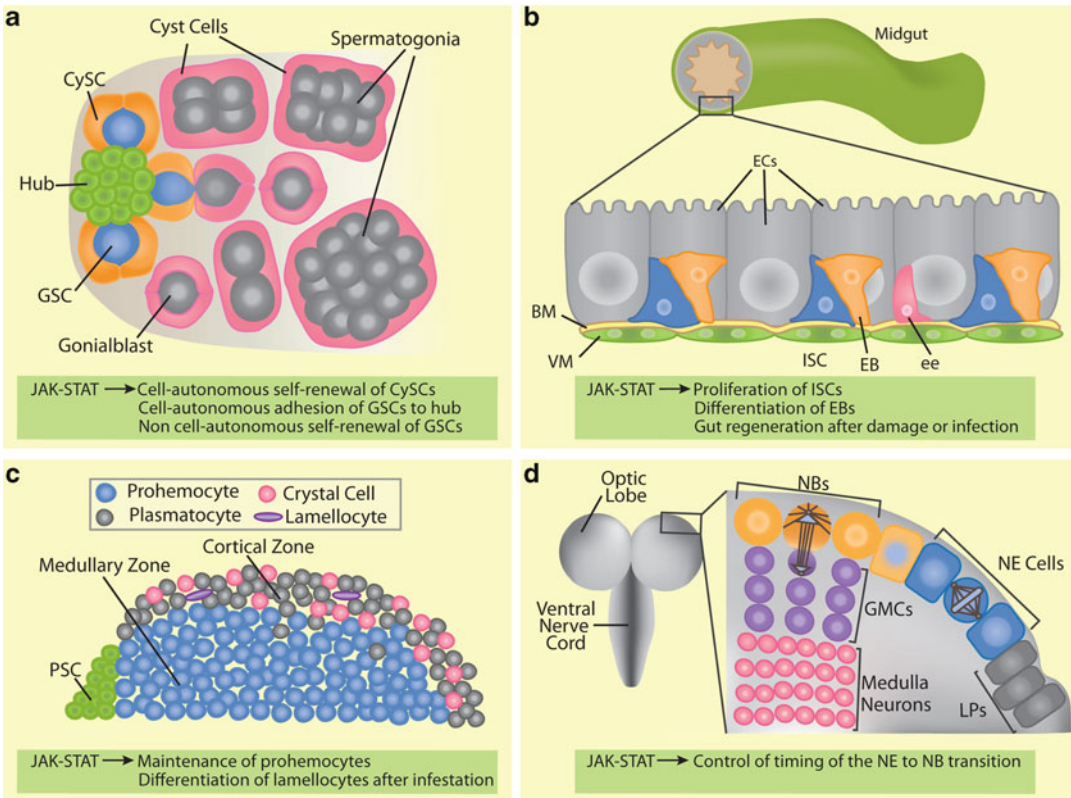 a
Cyst Cells
Spermatogonia
CySC
Hub
GSC
Gonialblast
JAK-STAT → Cell-autonomous self-renewal of CySCs
Cell-autonomous adhesion of GSCs to hub
Non cell-autonomous self-renewal of GSCs
b
Midgut
ECs
BM
VM
ISC
EB
ee
JAK-STAT → Proliferation of ISCs
Differentiation of EBs
Gut regeneration after damage or infection
c
Prohemocyte
Crystal Cell
Plasmatocyte
Lamellocyte
Cortical Zone
Medullary Zone
PSC
JAK-STAT → Maintenance of prohemocytes
Differentiation of lamellocytes after infestation
d
Optic
Lobe
NBs
NE Cells
GMCs
Ventral
Nerve
Cord
Medulla
Neurons
LPs
JAK-STAT → Control of timing of the NE to NB transition